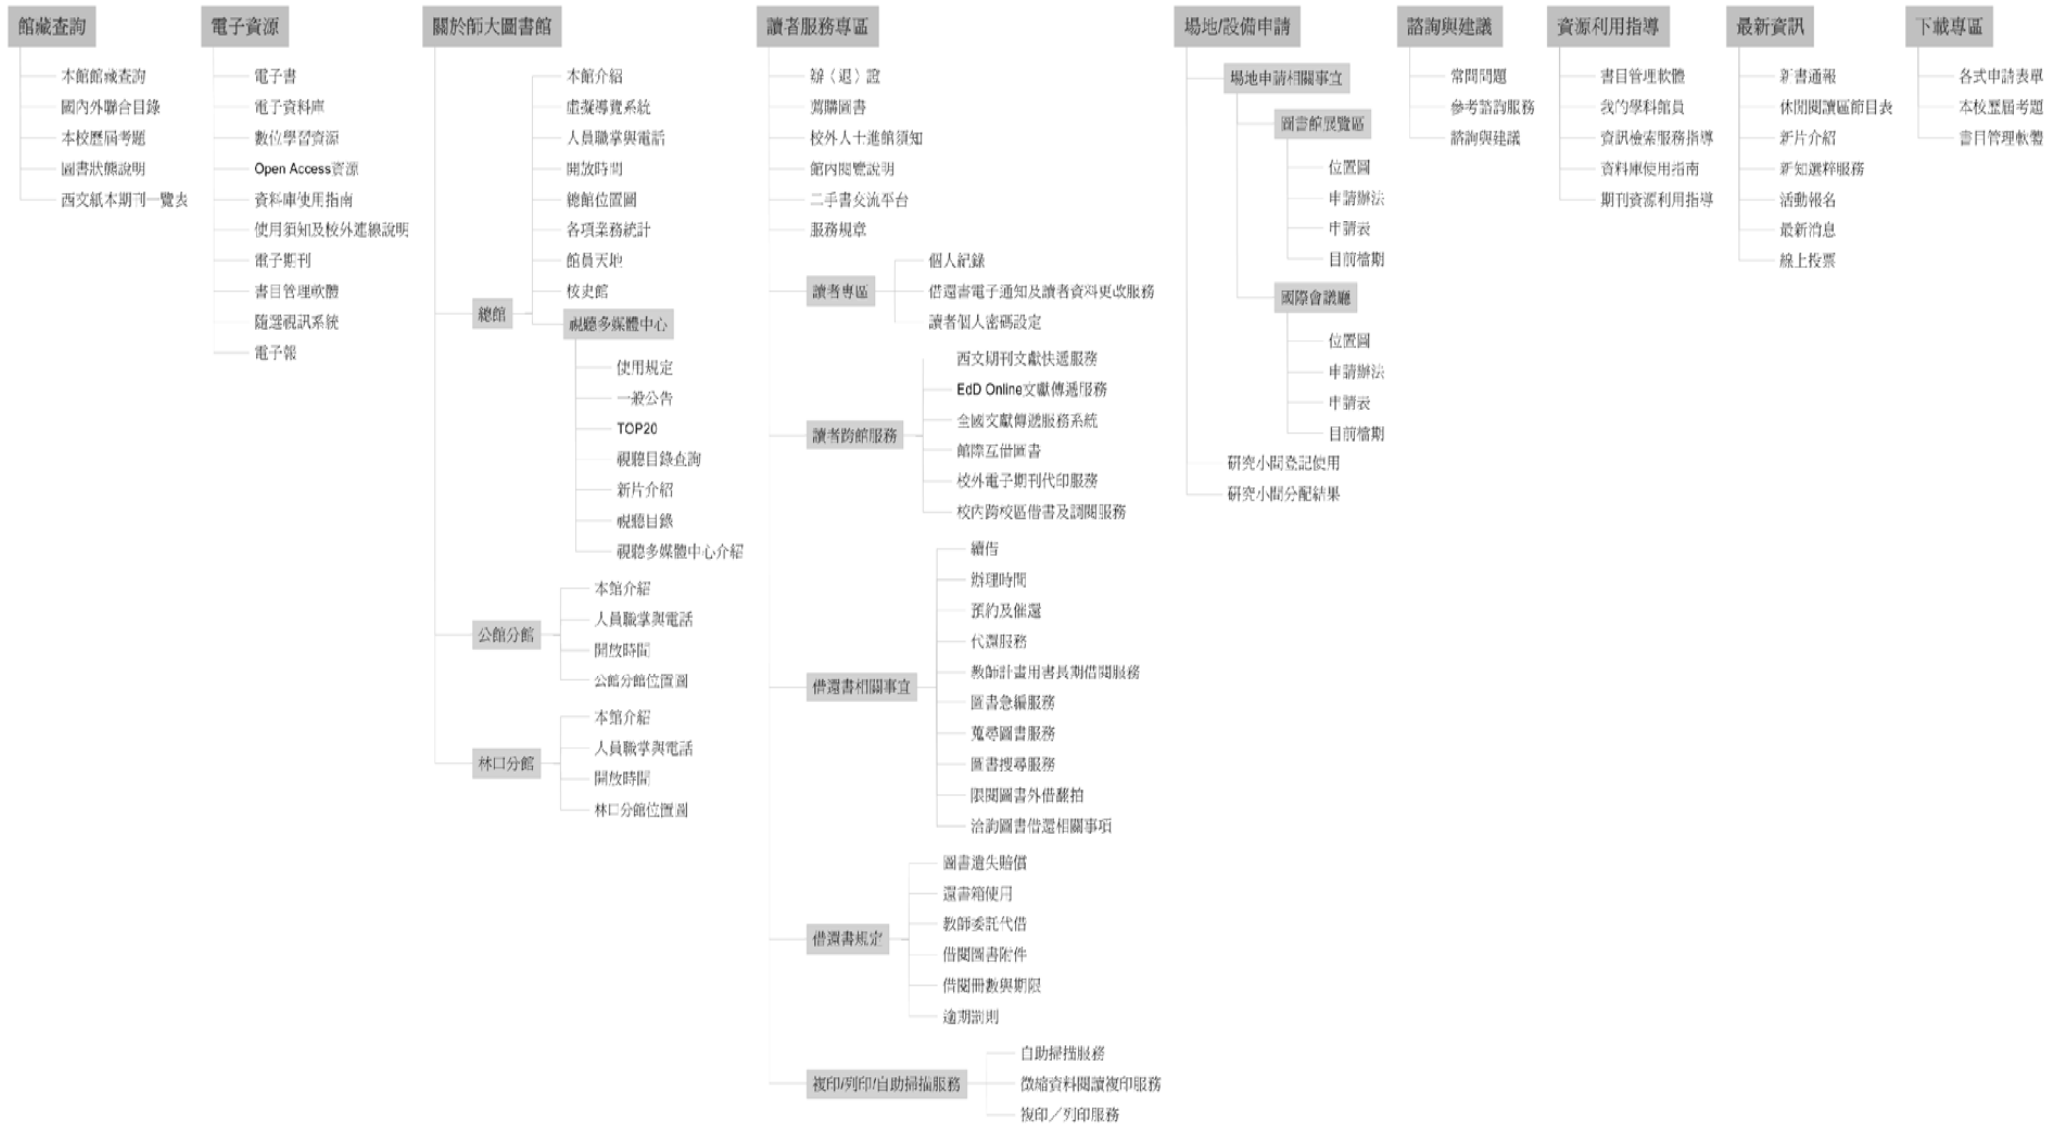 館藏查詢
本館館藏查詢
國內外聯合目錄
本校歷屆考題
圖書狀態說明
西文紙本期刊一覽表
電子資源
電子書
電子資料庫
數位學習資源
Open Access資源
資料庫使用指南
使用須知及校外連線說明
電子期刊
書目管理軟體
隨選視訊系統
電子報
關於師大圖書館
總館
本館介紹
虛擬導覽系統
人員職掌與電話
開放時間
總館位置圖
各項業務統計
館員天地
校史館
視聽多媒體中心
使用規定
一般公告
TOP20
視聽目錄查詢
新片介紹
視聽目錄
視聽多媒體中心介紹
公館分館
本館介紹
人員職掌與電話
開放時間
公館分館位置圖
林口分館
本館介紹
人員職掌與電話
開放時間
林口分館位置圖
讀者服務專區
辦（退）證
薦購圖書
校外人士進館須知
館內閱覽說明
二手書交流平台
服務規章
讀者專區
個人紀錄
借還書電子通知及讀者資料更改服務
讀者個人密碼設定
讀者跨館服務
西文期刊文獻快遞服務
EdD Online文獻傳遞服務
全國文獻傳遞服務系統
館際互借圖書
校外電子期刊代印服務
校內跨校區借書及調閱服務
借還書相關事宜
續借
辦理時間
預約及催還
代還服務
教師計畫用書長期借閱服務
圖書急編服務
蒐尋圖書服務
圖書搜尋服務
限閱圖書外借翻拍
洽詢圖書借還相關事項
借還書規定
圖書遺失賠償
還書箱使用
教師委託代借
借閱圖書附件
借閱冊數與期限
逾期罰則
複印/列印/自助掃描服務
自助掃描服務
微縮資料閱讀複印服務
複印／列印服務
場地/設備申請
場地申請相關事宜
圖書館展覽區
位置圖
申請辦法
申請表
目前檔期
國際會議廳
位置圖
申請辦法
申請表
目前檔期
研究小間登記使用
研究小間分配結果
諮詢與建議
常問問題
參考諮詢服務
諮詢與建議
資源利用指導
書目管理軟體
我的學科館員
資訊檢索服務指導
資料庫使用指南
期刊資源利用指導
最新資訊
新書通報
休閒閱讀區節目表
新片介紹
新知選粹服務
活動報名
最新消息
線上投票
下載專區
各式申請表單
本校歷屆考題
書目管理軟體